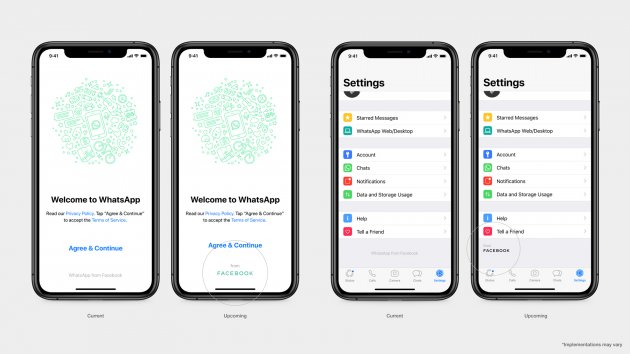 9:41
Welcome to WhatsApp
Read our Privacy Policy. Tap "Agree & Continue"
to accept the Terms of Service.
Agree & Continue
WhatsApp from Facebook
Current
9:41
Welcome to WhatsApp
Read our Privacy Policy. Tap "Agree & Continue"
to accept the Terms of Service.
Agree & Continue
from
FACEBOOK
Upcoming
9:41
Settings
Starred Messages
WhatsApp Web/Desktop
Account
Chats
Notifications
Data and Storage Usage
Help
Tell a Friend
WhatsApp from Facebook
Status
Calls
Camera
Chats
Settings
Current
9:41
Settings
Starred Messages
WhatsApp Web/Desktop
Account
Chats
Notifications
Data and Storage Usage
Help
Tell a Friend
from
FACEBOOK
Status
Calls
Camera
Chats
Settings
Upcoming
*Implementations may vary